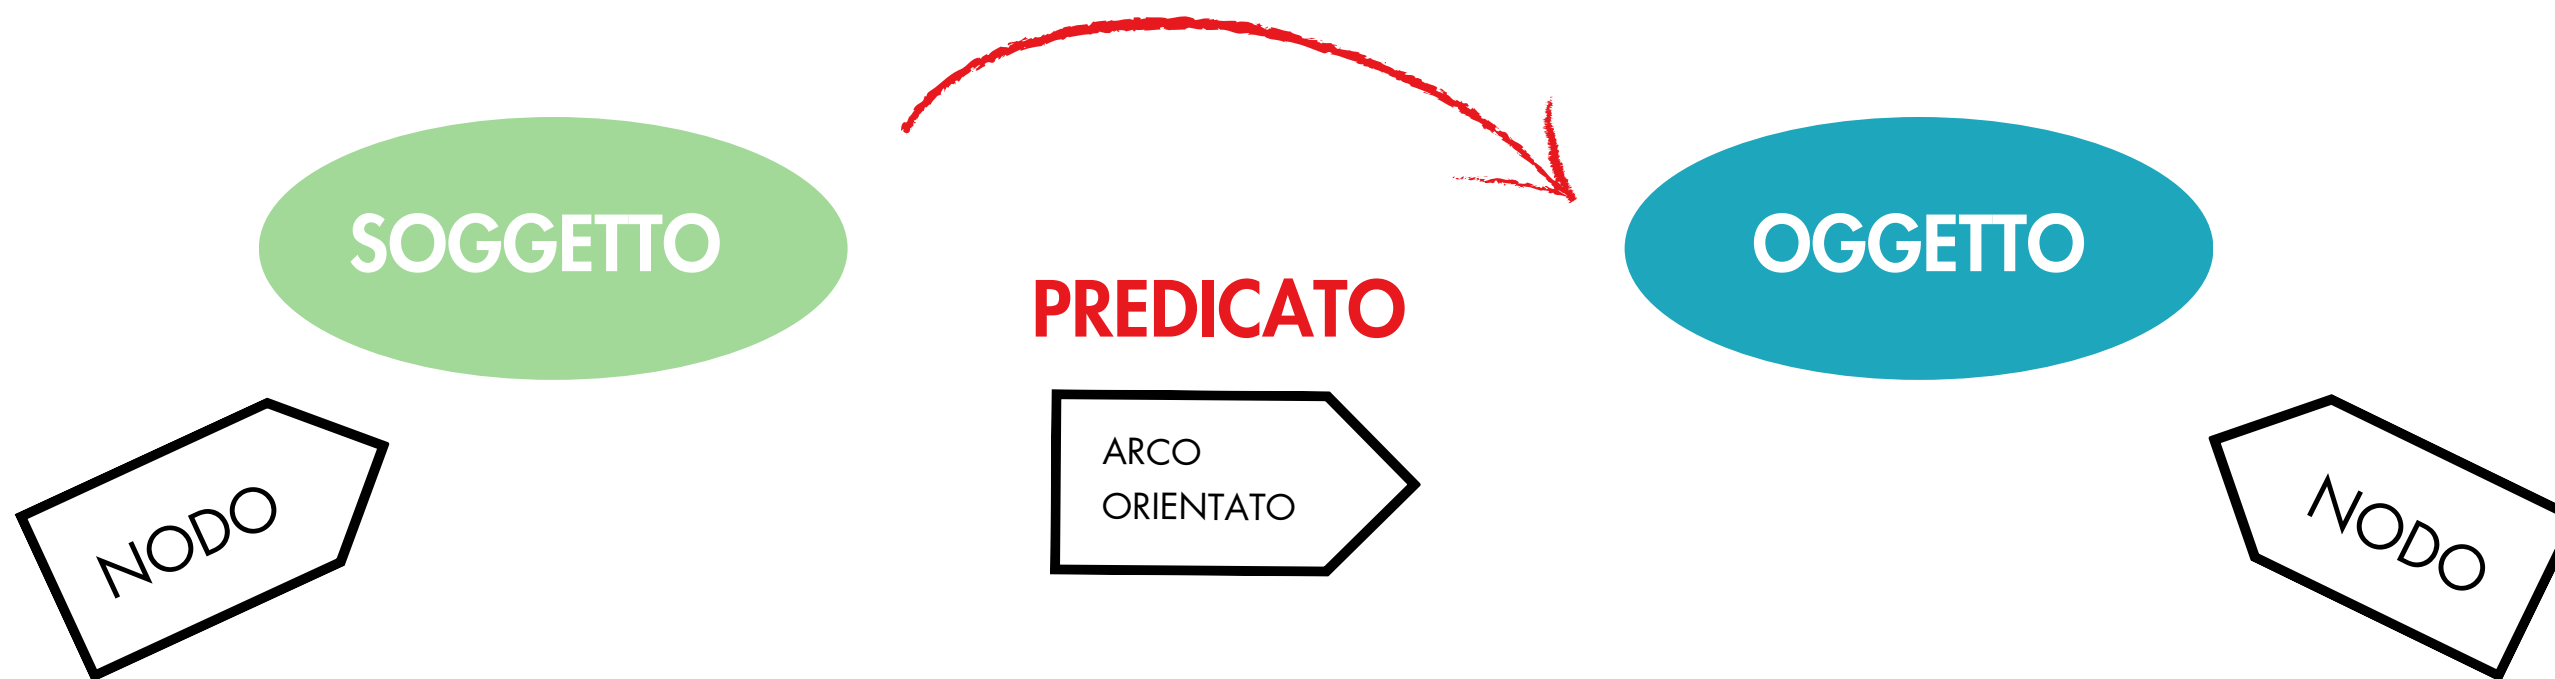 SOGGETTO
OGGETTO
PREDICATO
ARCO
ORIENTATO
NODO
NODO